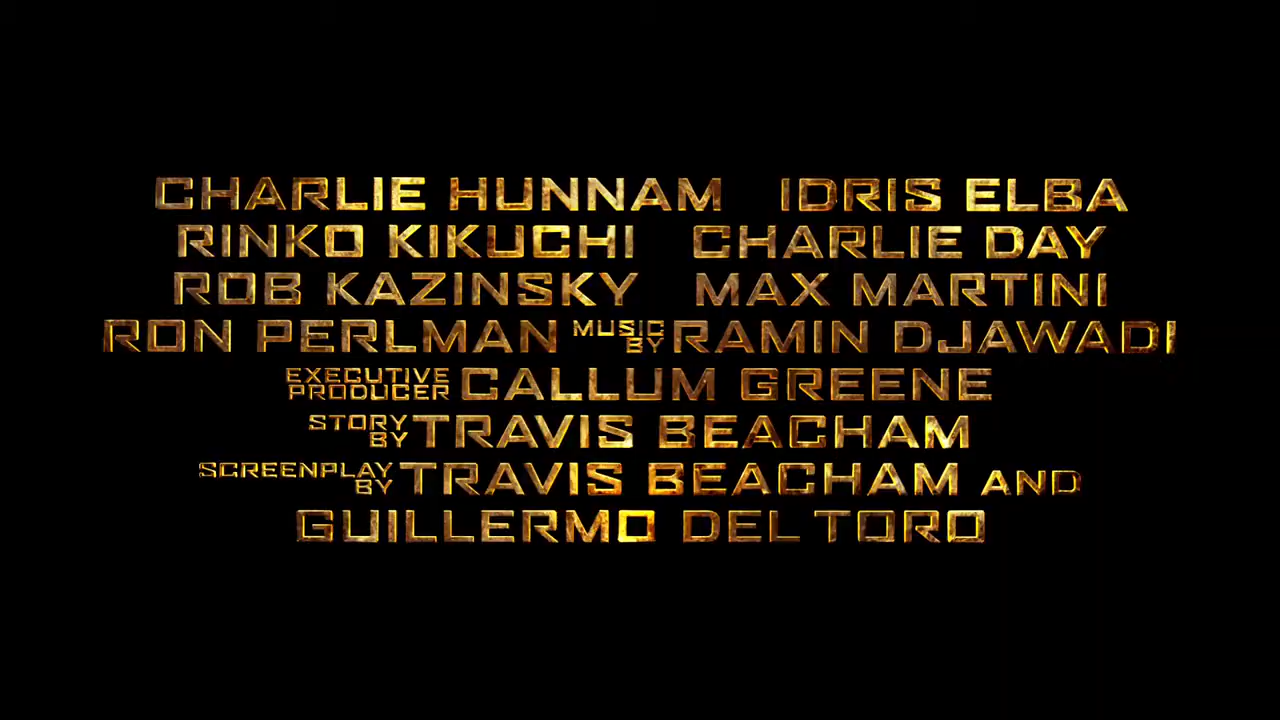 CHARLIE HUNNAM IDRIS ELBA
RINKO KIKUCHI CHARLIE DAY
ROB KAZINSKY MAX MARTINI
RON PERLMAN MUSIC BY RAMIN DJAWADI
EXECUTIVE PRODUCER CALLUM GREENE
STORY BY TRAVIS BEACHAM
SCREENPLAY BY TRAVIS BEACHAM AND
GUILLERMO DEL TORO